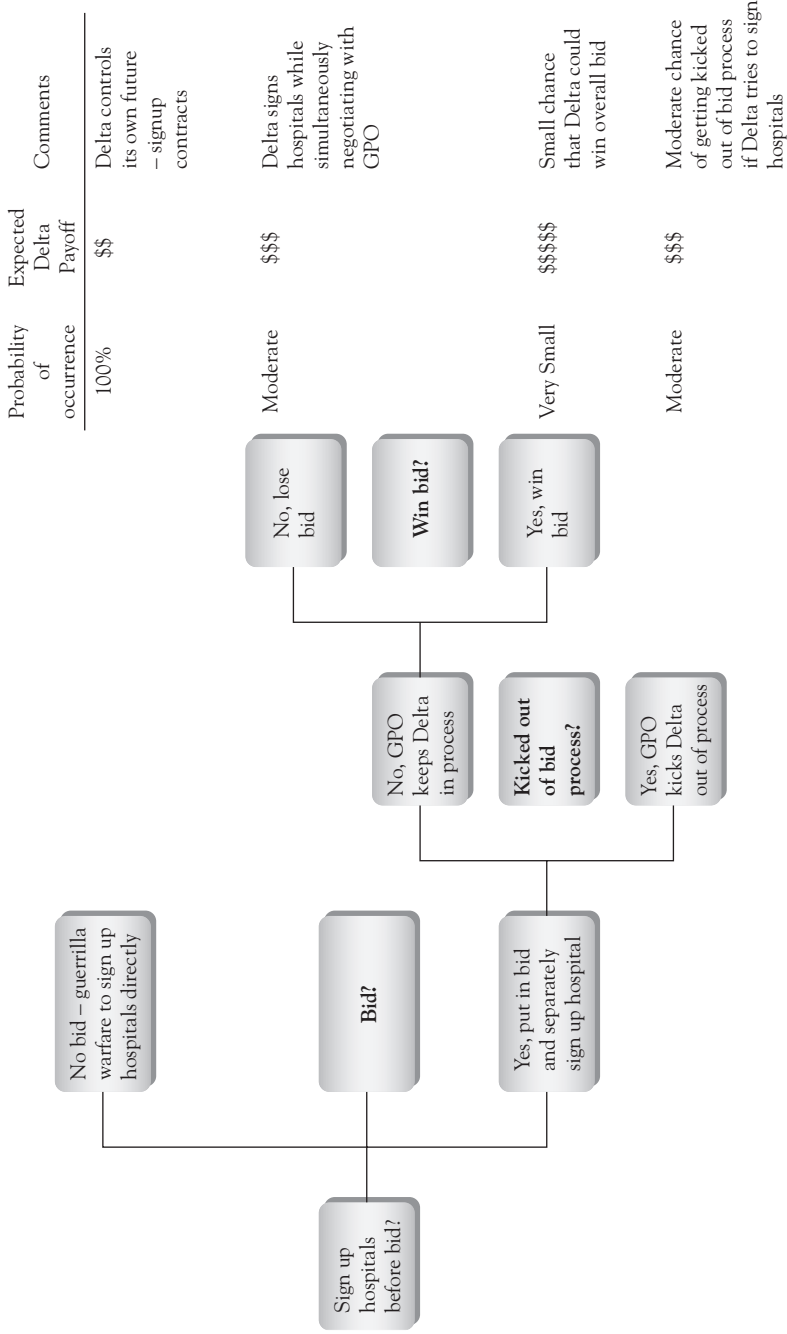 Sign up
hospitals
before bid?
No bid – guerrilla
warfare to sign up
hospitals directly
Bid?
Yes, put in bid
and separately
sign up hospital
No, GPO
keeps Delta
in process
Kicked out
of bid
process?
Yes, GPO
kicks Delta
out of process
No, lose
bid
Win bid?
Yes, win
bid
Probability
of
occurrence
Expected
Delta
Payoff
Comments
100%
$$
Delta controls
its own future
– signup
contracts
Moderate
$$$
Delta signs
hospitals while
simultaneously
negotiating with
GPO
Very Small
$$$$$
Small chance
that Delta could
win overall bid
Moderate
$$$
Moderate chance
of getting kicked
out of bid process
if Delta tries to sign
hospitals